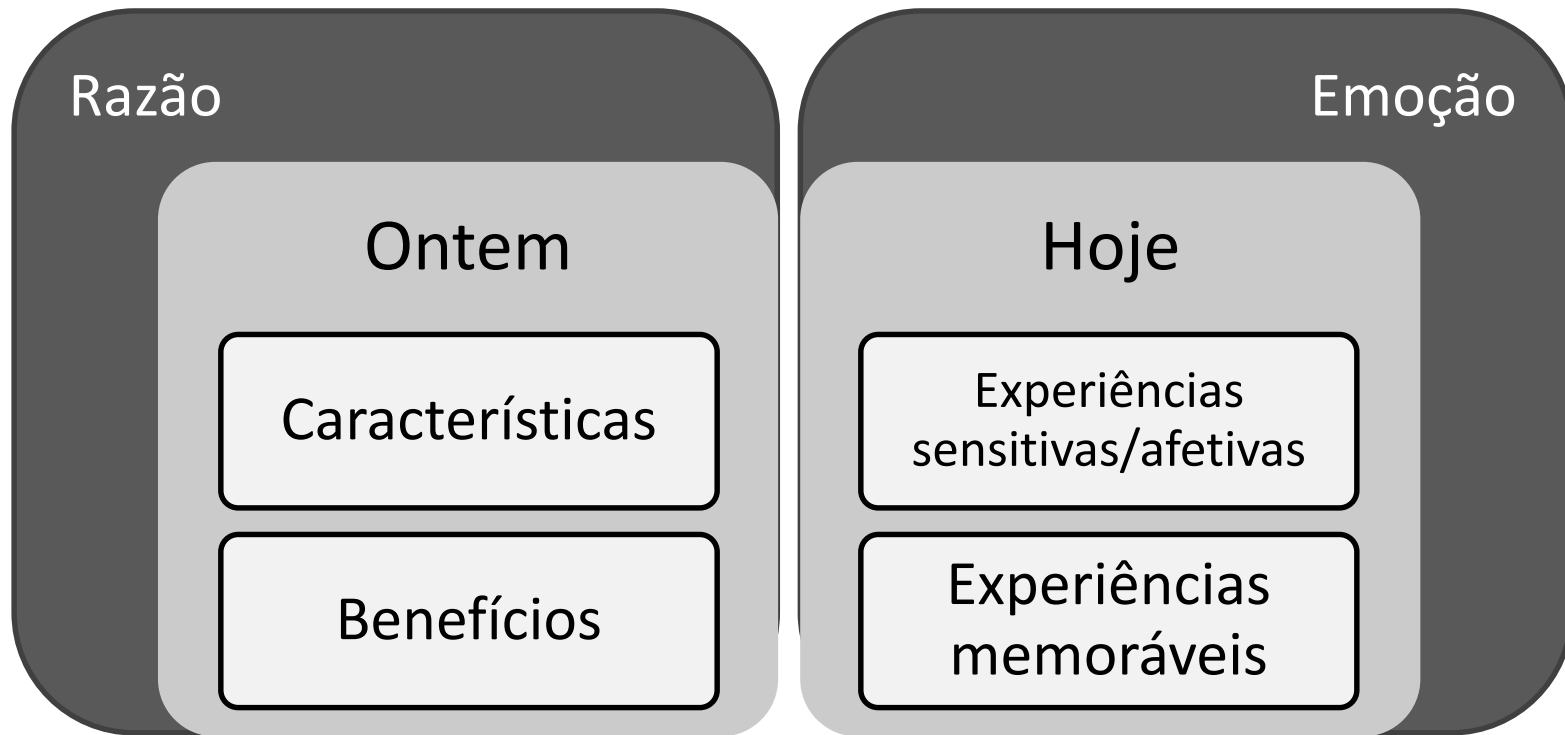 Razão
Ontem
Características
Benefícios
Emoção
Hoje
Experiências
sensitivas/afetivas
Experiências
memoráveis